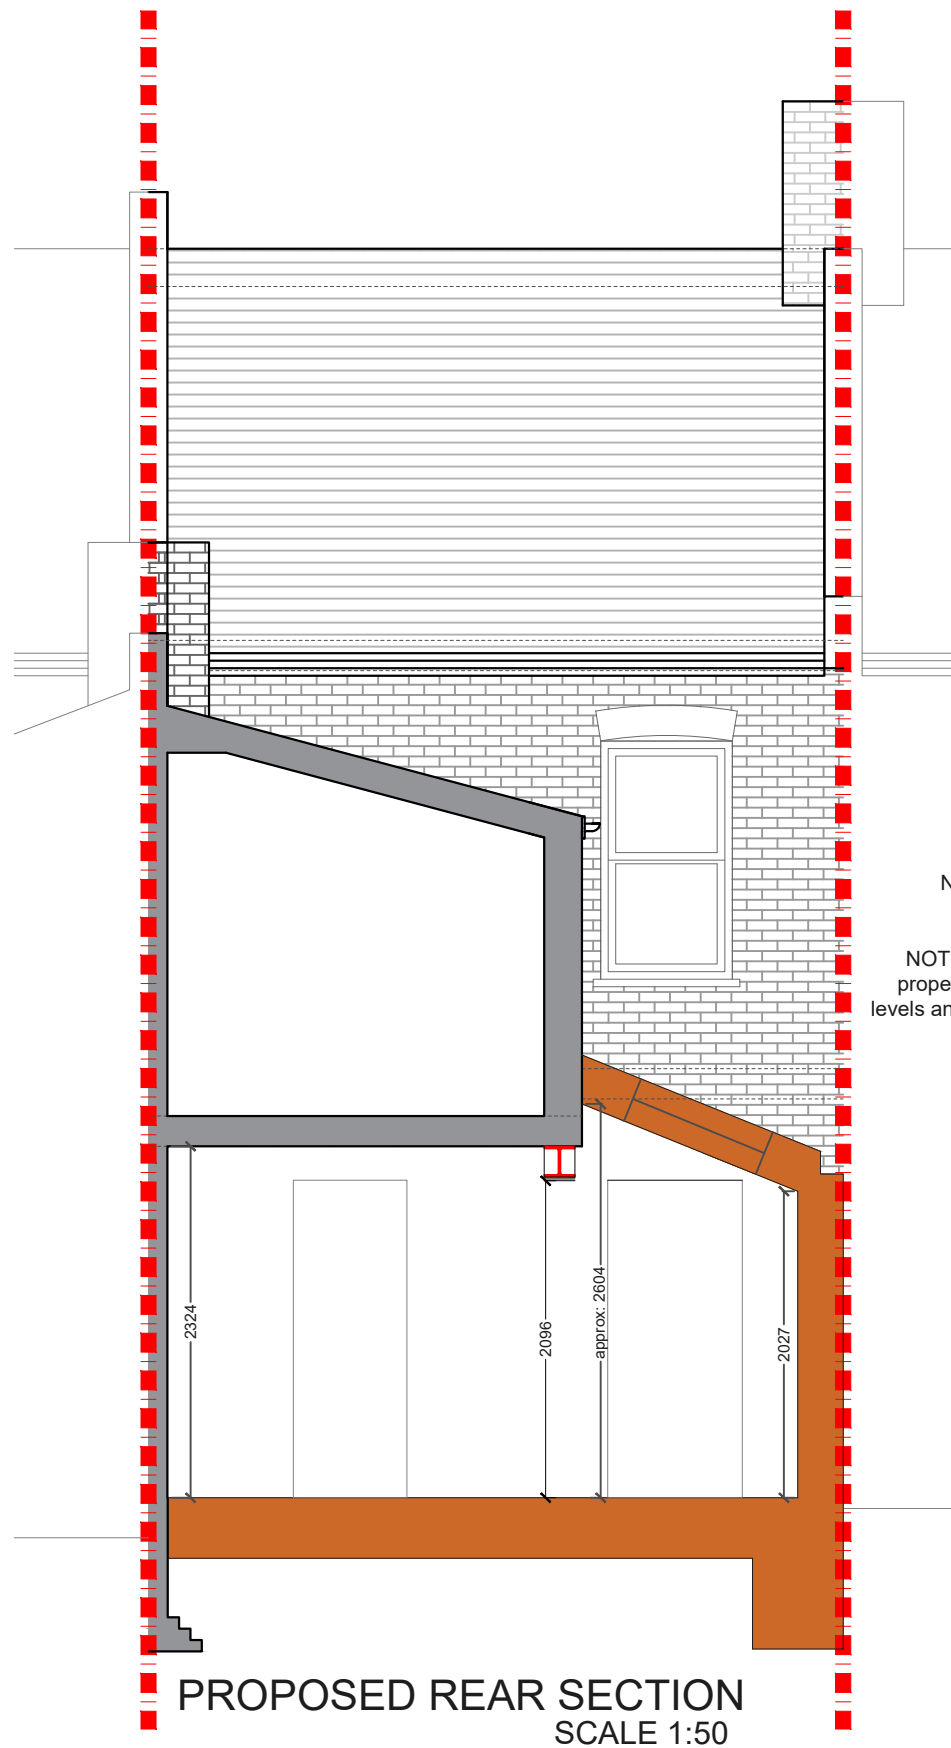 N
NOT
prope
levels an
2324
2096
approx: 2604
2027
PROPOSED REAR SECTION
SCALE 1:50